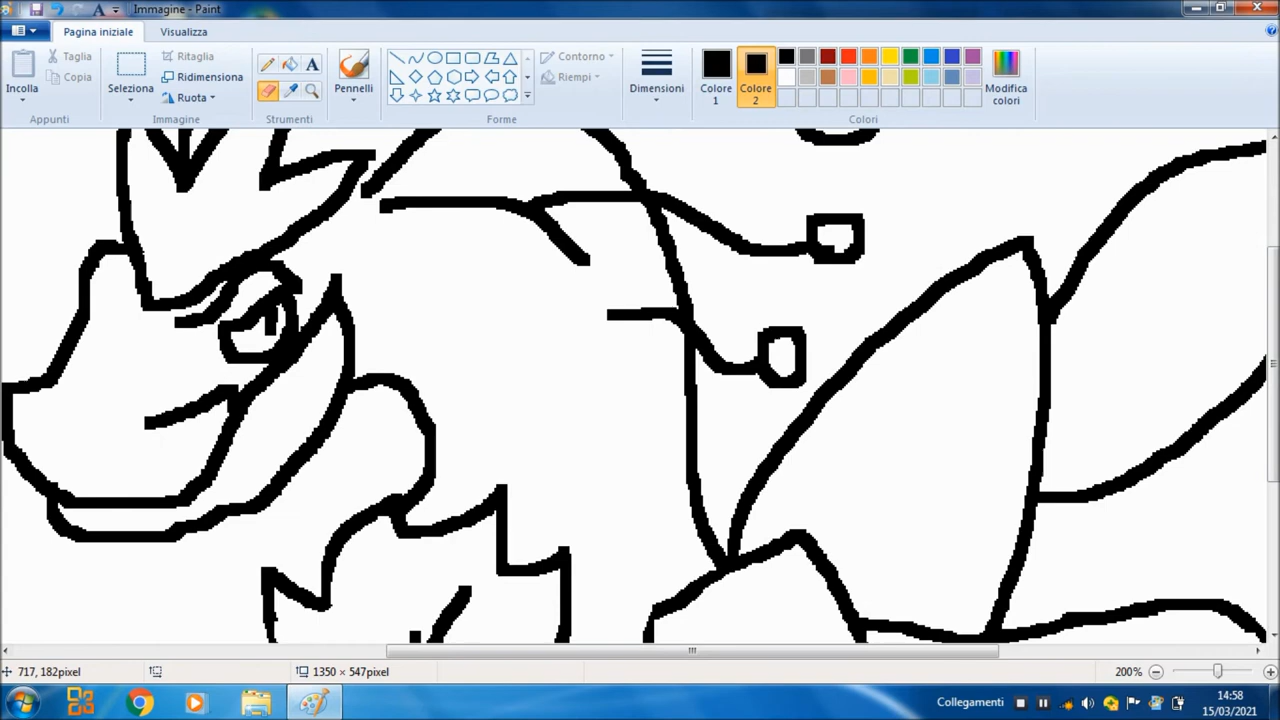 Immagine - Paint
Pagina iniziale
Visualizza
Incolla
Taglia
Copia
Appunti
Seleziona
Ritaglia
Ridimensiona
Ruota
Immagine
A
Strumenti
Pennelli
Contorno
Riempi
Forme
Dimensioni
Colore 1
Colore 2
Modifica colori
Colori
717, 182pixel
1350 × 547pixel
200%
Collegamenti
14:58
15/03/2021